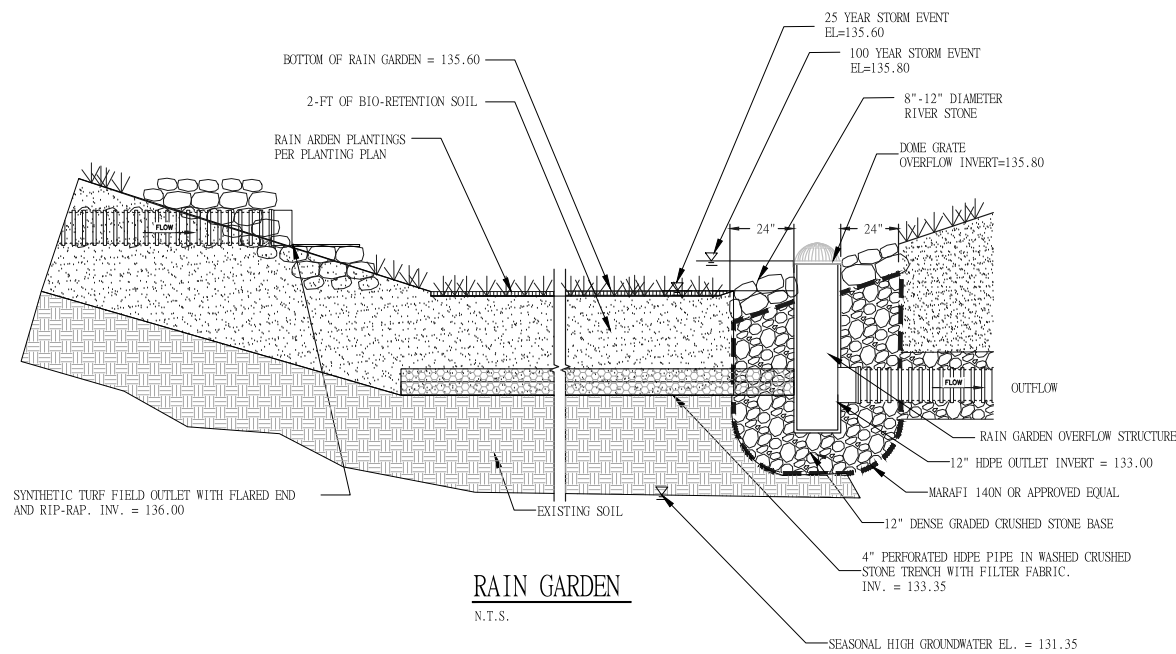 25 YEAR STORM EVENT
EL=135.60
BOTTOM OF RAIN GARDEN = 135.60
100 YEAR STORM EVENT
EL=135.80
2-FT OF BIO-RETENTION SOIL
8"-12" DIAMETER
RIVER STONE
RAIN ARDEN PLANTINGS
PER PLANTING PLAN
DOME GRATE
OVERFLOW INVERT=135.80
FLOW
24"
24"
FLOW
OUTFLOW
RAIN GARDEN OVERFLOW STRUCTURE
12" HDPE OUTLET INVERT = 133.00
SYNTHETIC TURF FIELD OUTLET WITH FLARED END
AND RIP-RAP. INV. = 136.00
MARAFI 140N OR APPROVED EQUAL
EXISTING SOIL
12" DENSE GRADED CRUSHED STONE BASE
4" PERFORATED HDPE PIPE IN WASHED CRUSHED
STONE TRENCH WITH FILTER FABRIC.
INV. = 133.35
RAIN GARDEN
N.T.S.
SEASONAL HIGH GROUNDWATER EL. = 131.35